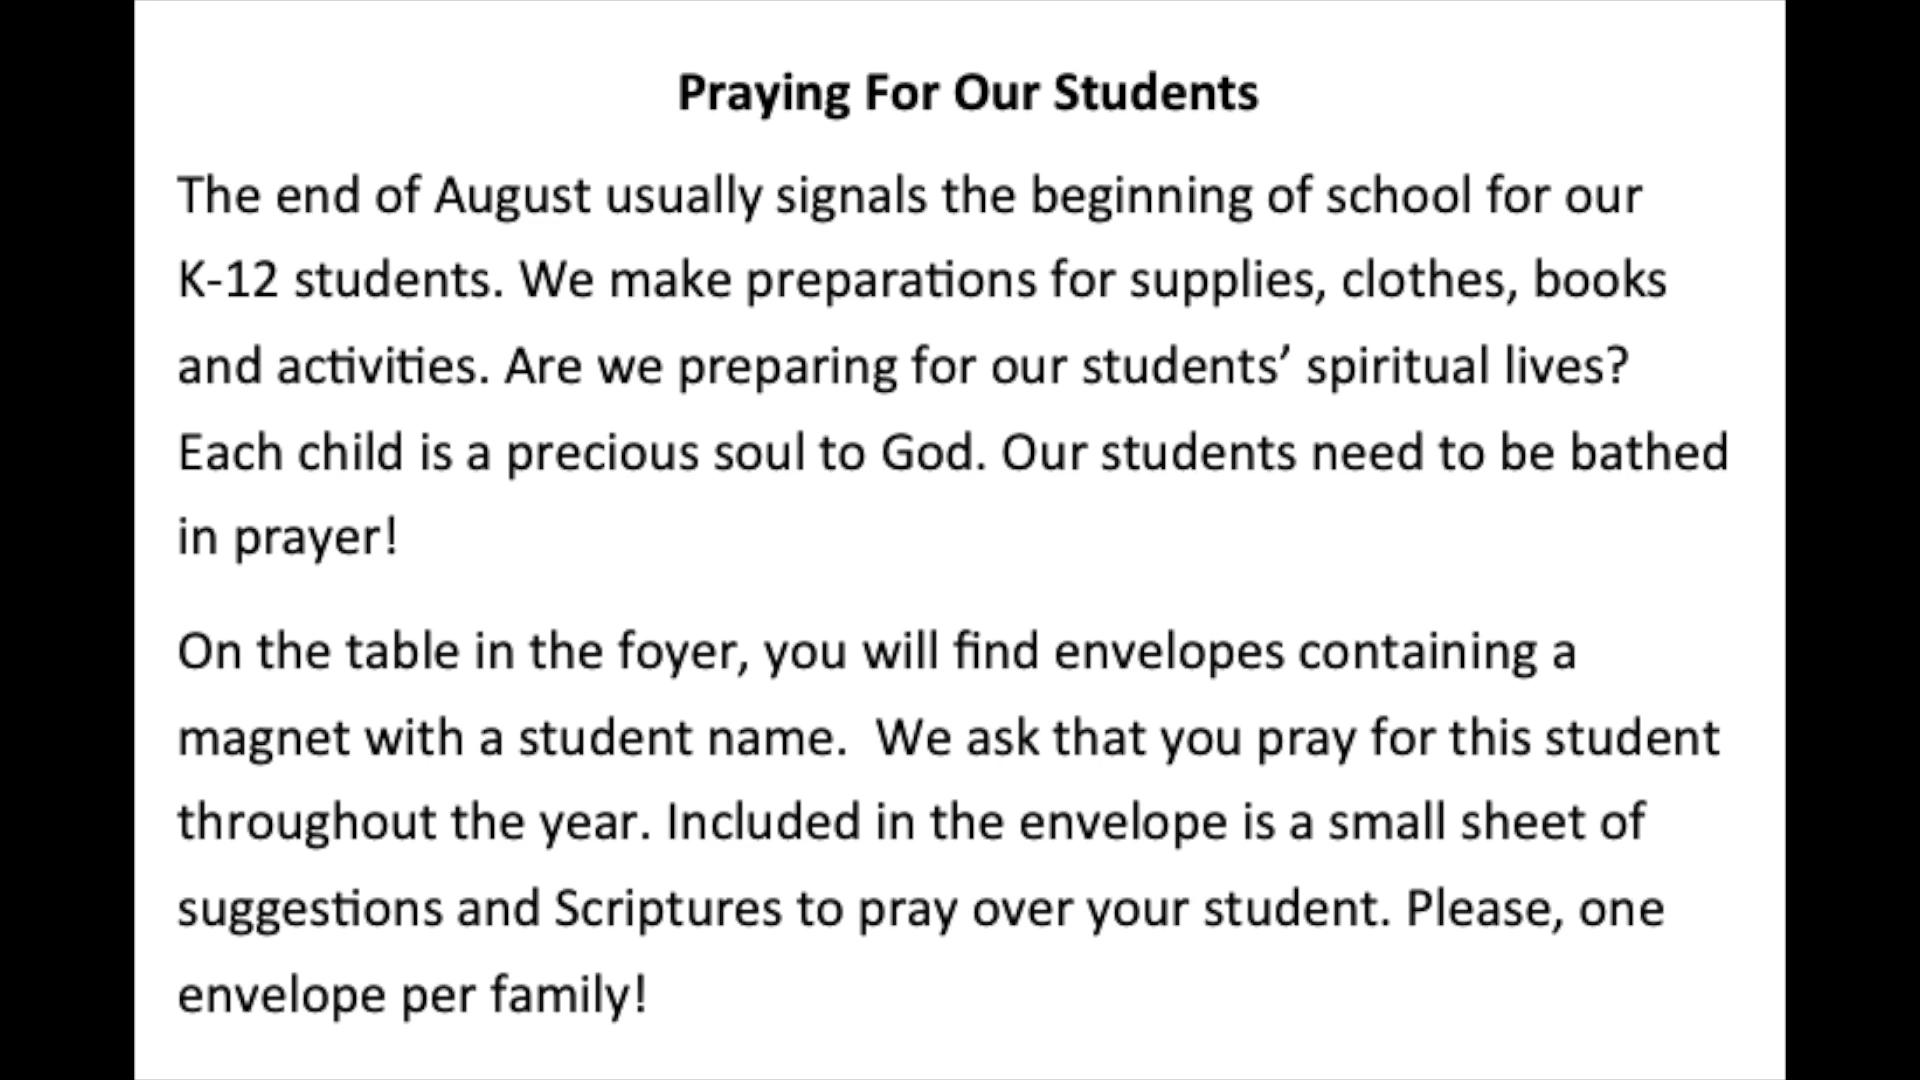 Praying For Our Students
The end of August usually signals the beginning of school for our
K-12 students. We make preparations for supplies, clothes, books
and activities. Are we preparing for our students’ spiritual lives?
Each child is a precious soul to God. Our students need to be bathed
in prayer!
On the table in the foyer, you will find envelopes containing a
magnet with a student name.  We ask that you pray for this student
throughout the year. Included in the envelope is a small sheet of
suggestions and Scriptures to pray over your student. Please, one
envelope per family!